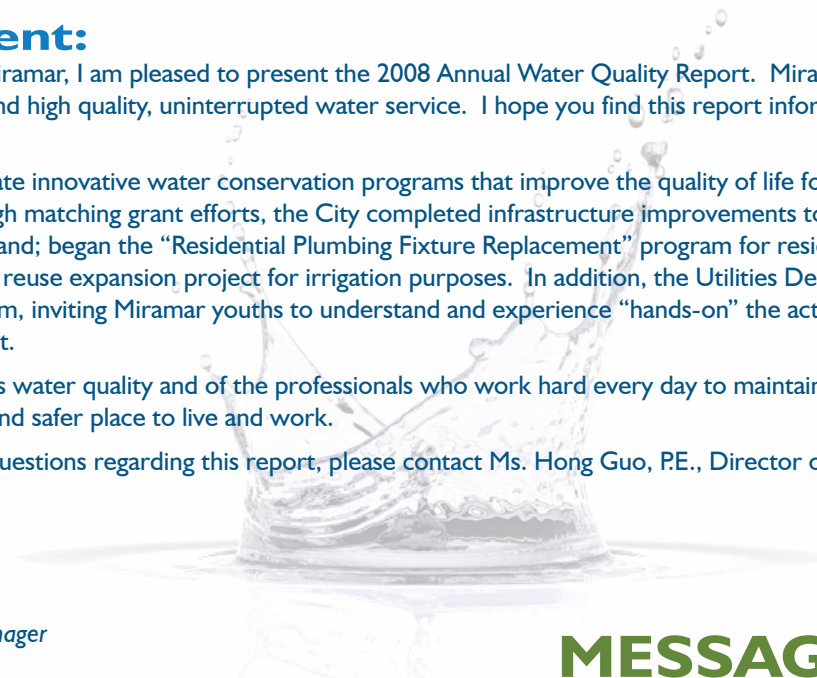 ent:
iramar, I am pleased to present the 2008 Annual Water Quality Report. Mira
nd high quality, uninterrupted water service. I hope you find this report infor
ate innovative water conservation programs that improve the quality of life fo
gh matching grant efforts, the City completed infrastructure improvements to
and; began the “Residential Plumbing Fixture Replacement” program for resi
reuse expansion project for irrigation purposes. In addition, the Utilities De
m, inviting Miramar youths to understand and experience “hands-on” the act
t.
s water quality and of the professionals who work hard every day to maintain
nd safer place to live and work.
uestions regarding this report, please contact Ms. Hong Guo, P.E., Director o
nager
MESSAG